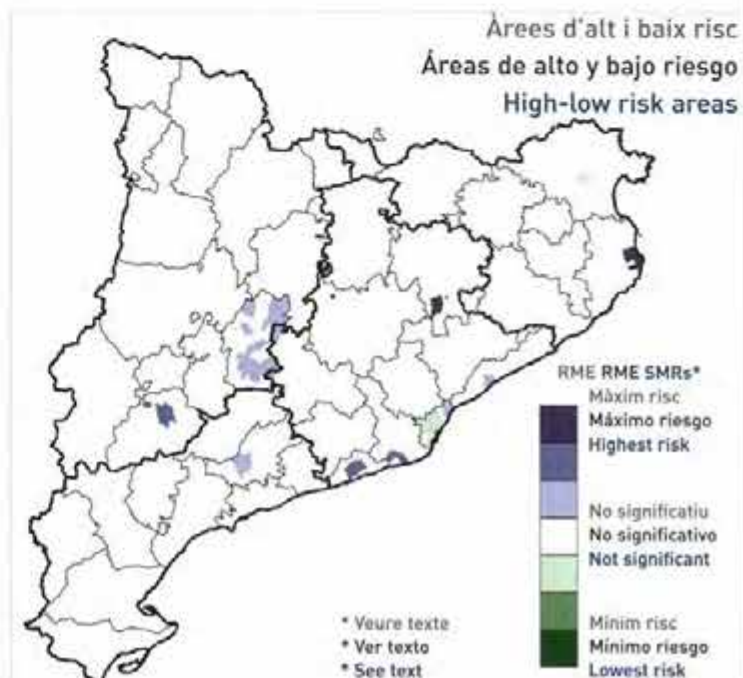 Àrees d'alt i baix risc
Áreas de alto y bajo riesgo
High-low risk areas
RME RME SMRs*
Màxim risc
Máximo riesgo
Highest risk
No significatiu
No significativo
Not significant
Mínim risc
Mínimo riesgo
Lowest risk
* Veure texte
* Ver texto
* See text